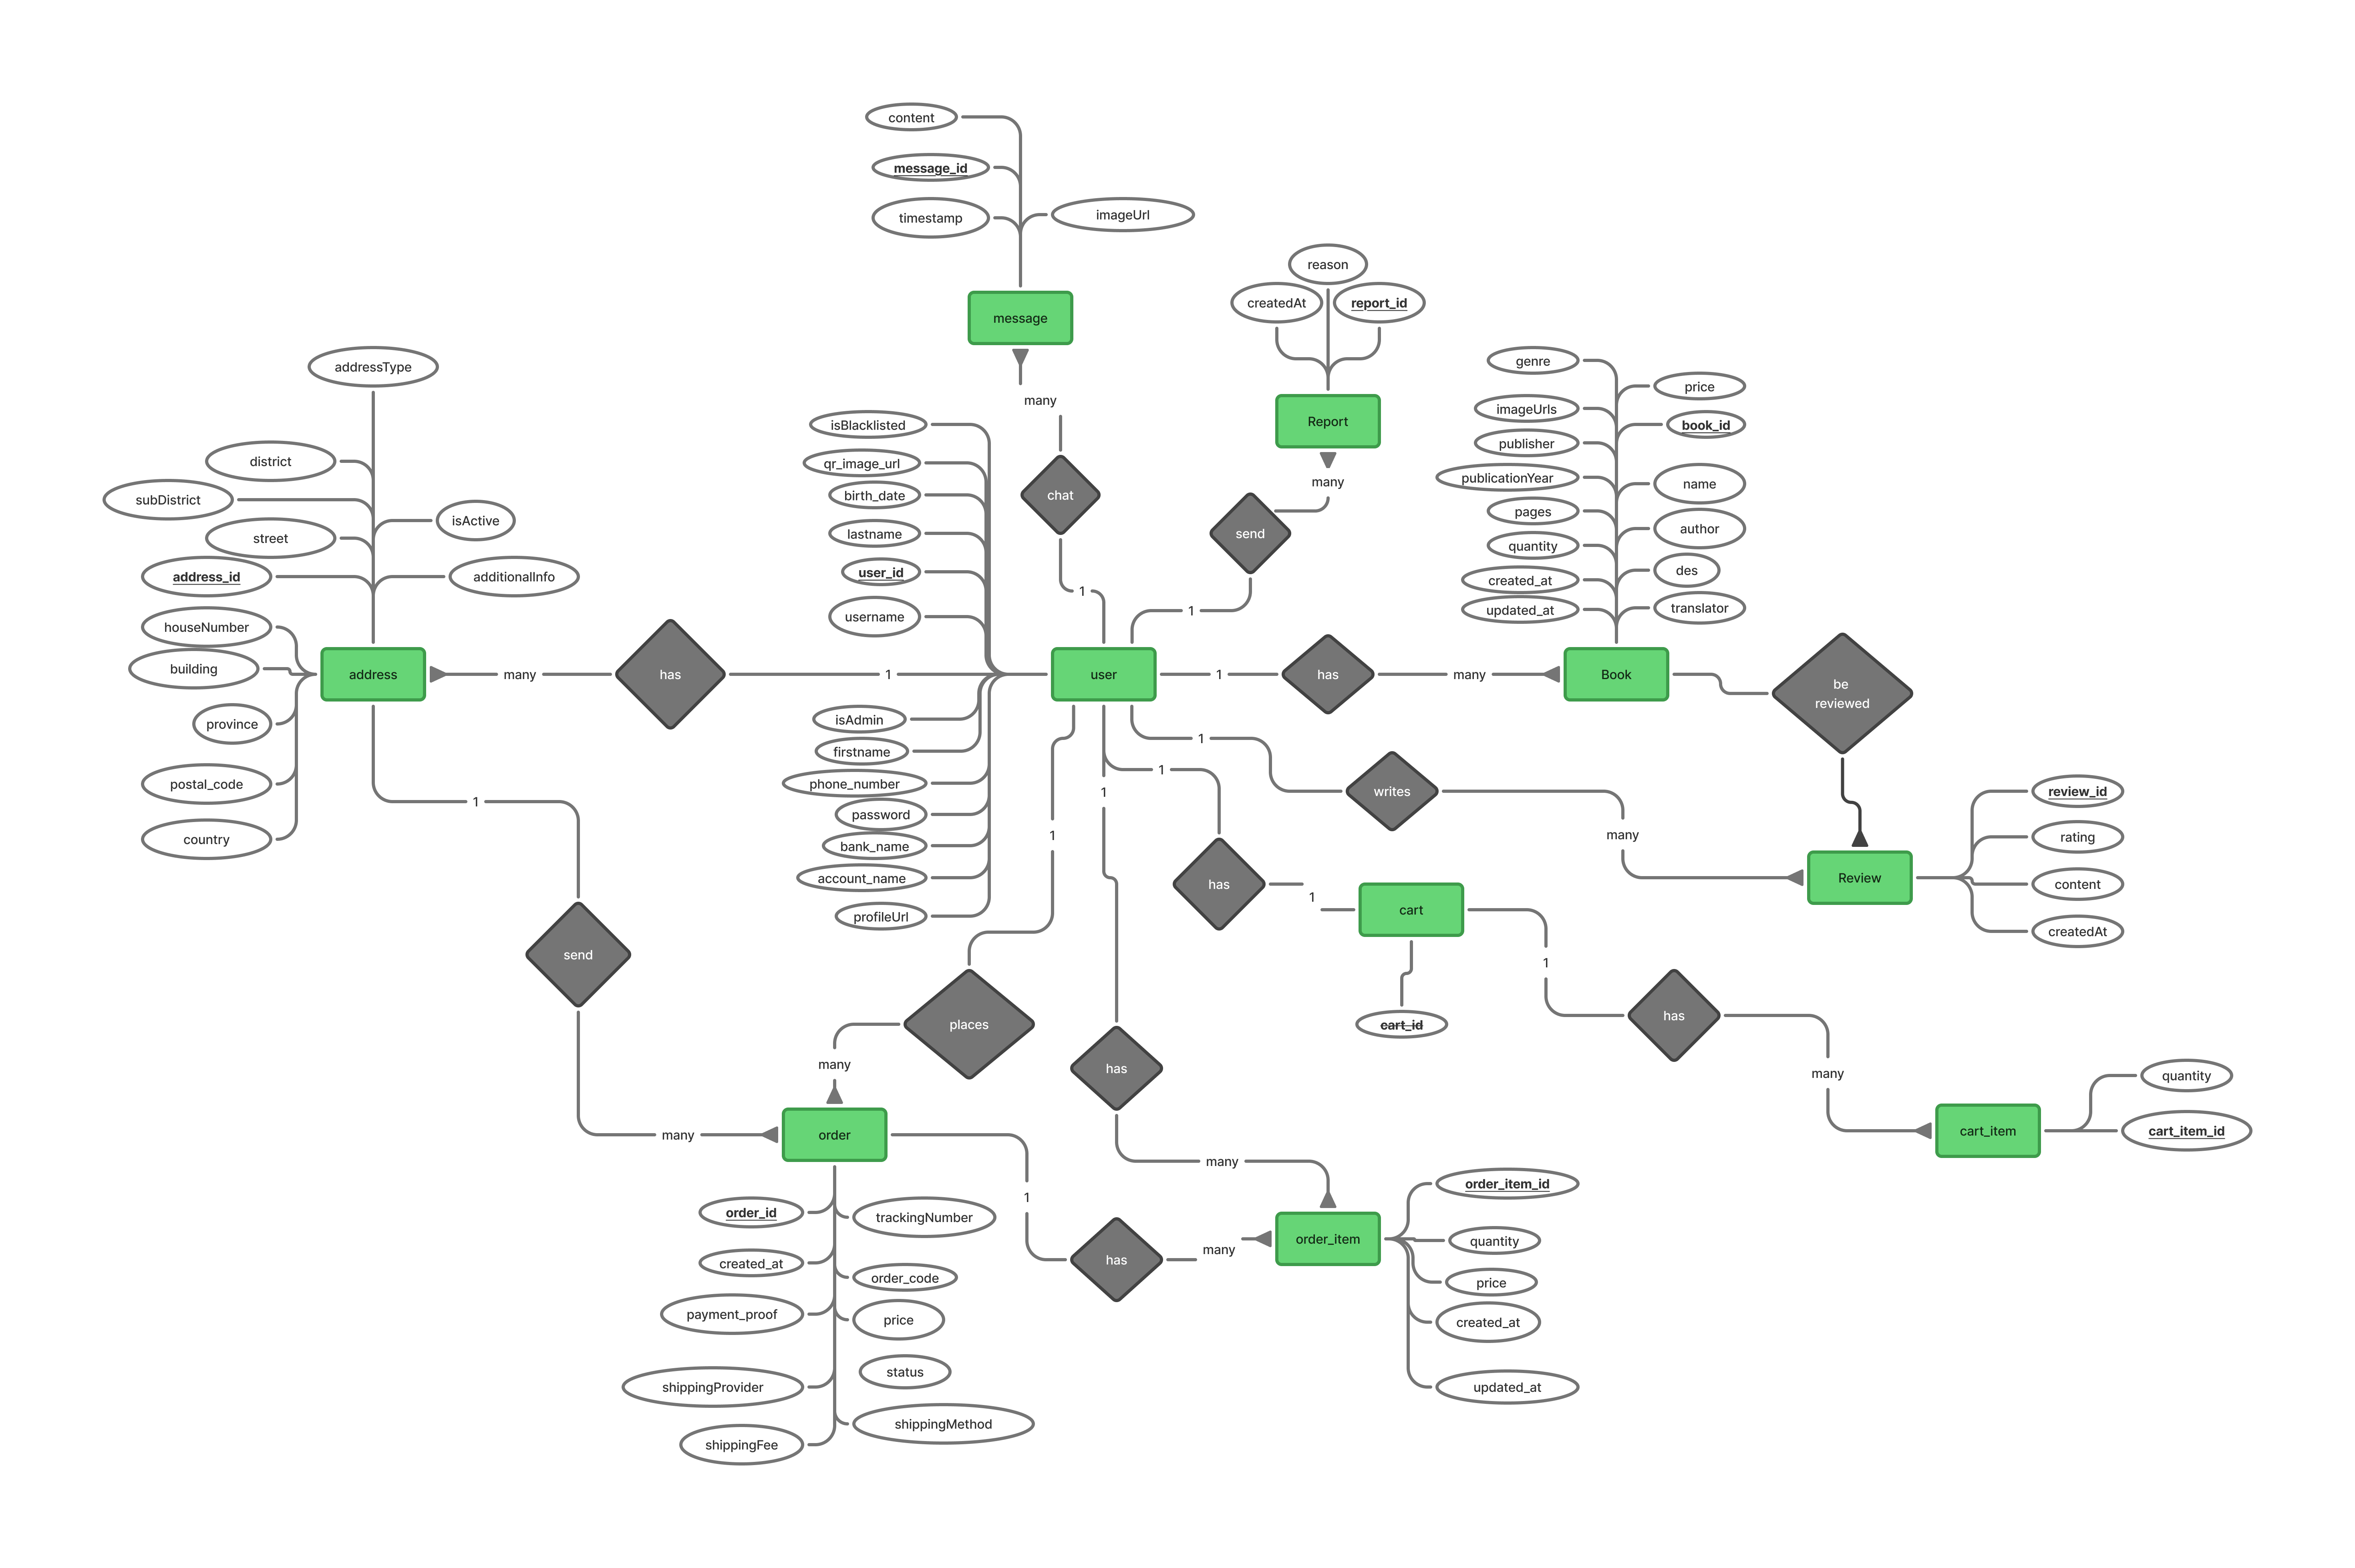 content
message_id
timestamp
imageUrl
message
many
chat
1
reason
createdAt
report_id
Report
many
send
1
addressType
district
subDistrict
street
address_id
isActive
additionalInfo
houseNumber
building
province
postal_code
country
address
many
has
1
isBlacklisted
qr_image_url
birth_date
lastname
user_id
username
isAdmin
firstname
phone_number
password
bank_name
account_name
profileUrl
user
1
has
many
genre
imageUrls
publisher
publicationYear
pages
quantity
created_at
updated_at
price
book_id
name
author
des
translator
Book
be
reviewed
1
writes
many
Review
review_id
rating
content
createdAt
1
has
1
cart
cart_id
1
has
many
cart_item
quantity
cart_item_id
1
send
many
1
places
many
order
order_id
created_at
payment_proof
shippingProvider
shippingFee
trackingNumber
order_code
price
status
shippingMethod
1
has
many
1
has
many
order_item
order_item_id
quantity
price
created_at
updated_at